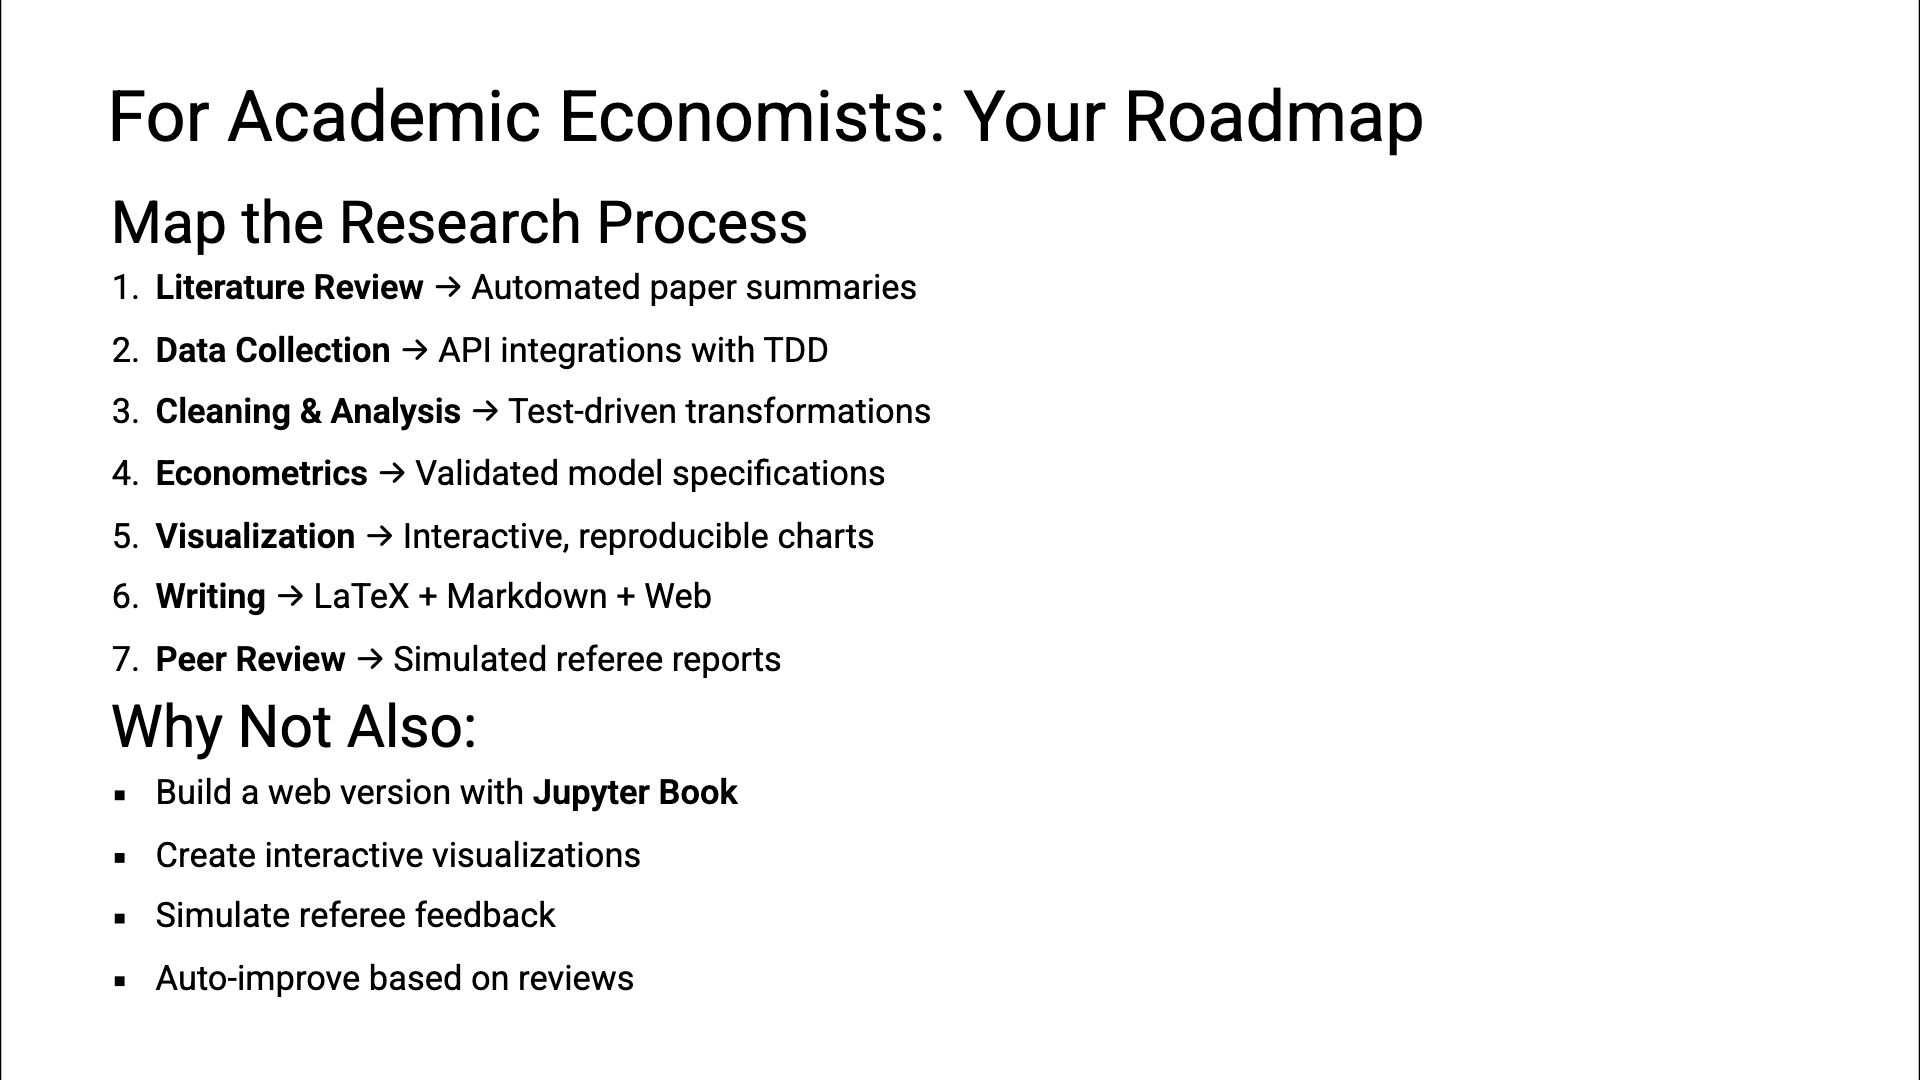 For Academic Economists: Your Roadmap
Map the Research Process
1. Literature Review → Automated paper summaries
2. Data Collection → API integrations with TDD
3. Cleaning & Analysis → Test-driven transformations
4. Econometrics → Validated model specifications
5. Visualization → Interactive, reproducible charts
6. Writing → LaTeX + Markdown + Web
7. Peer Review → Simulated referee reports
Why Not Also:
▪ Build a web version with Jupyter Book
▪ Create interactive visualizations
▪ Simulate referee feedback
▪ Auto-improve based on reviews